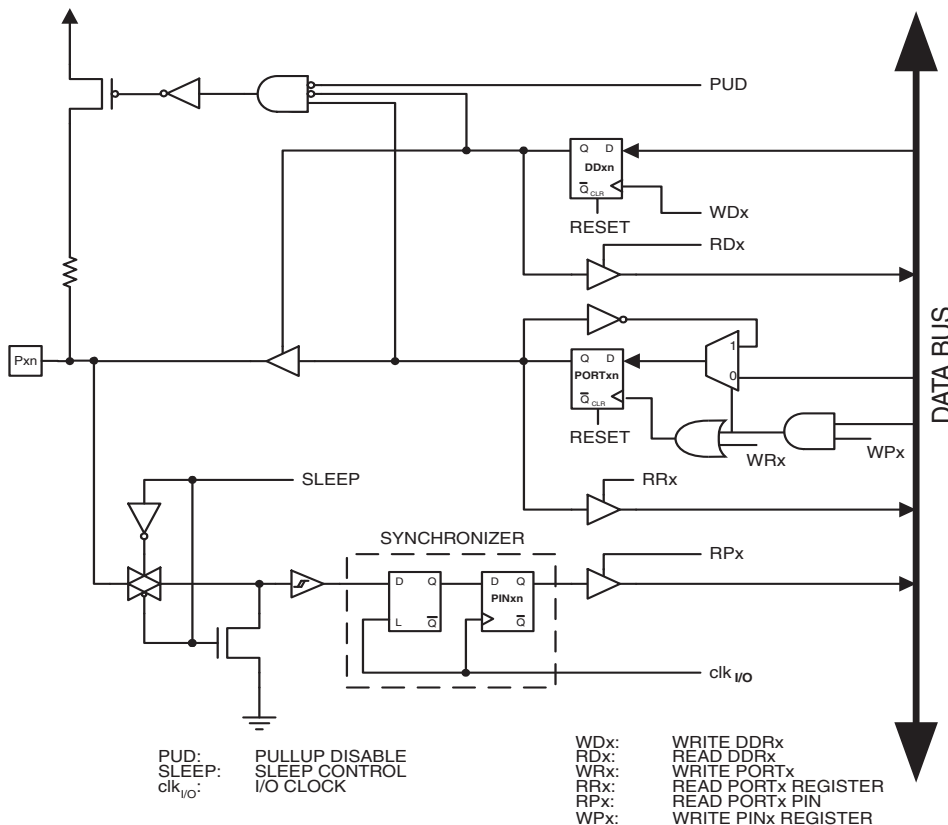 PUD
Q D
DDxn
Q CLR
WDx
RESET
RDx
Pxn
1
Q D
0
PORTxn
Q CLR
RESET
WRx
WPx
DATA BUS
SLEEP
RRx
SYNCHRONIZER
RPx
D Q
D Q
PINxn
L Q
Q
clk I/O
PUD: PULLUP DISABLE
SLEEP: SLEEP CONTROL
clkI/O: I/O CLOCK
WDx: WRITE DDRx
RDx: READ DDRx
WRx: WRITE PORTx
RRx: READ PORTx REGISTER
RPx: READ PORTx PIN
WPx: WRITE PINx REGISTER